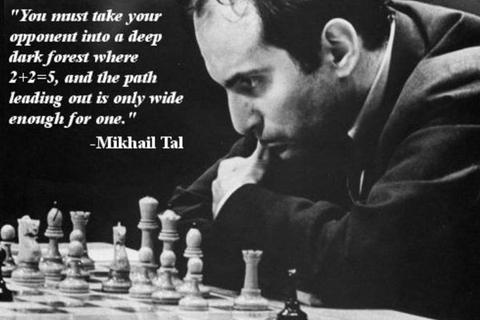 "You must take your
opponent into a deep
dark forest where
2+2=5, and the path
leading out is only wide
enough for one."
-Mikhail Tal